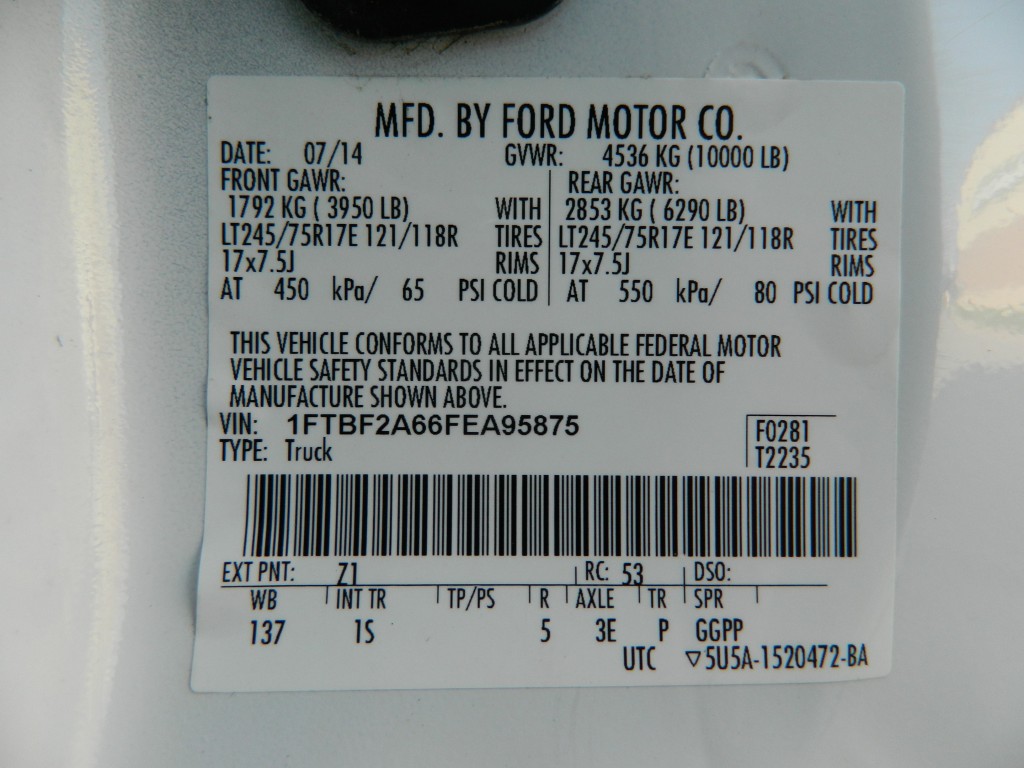 MFD. BY FORD MOTOR CO.
DATE: 07/14 GVWR: 4536 KG (10000 LB)
FRONT GAWR: REAR GAWR:
1792 KG ( 3950 LB) WITH 2853 KG ( 6290 LB) WITH
LT245/75R17E 121/118R TIRES LT245/75R17E 121/118R TIRES
17x7.5J RIMS 17x7.5J RIMS
AT 450 kPa/ 65 PSI COLD AT 550 kPa/ 80 PSI COLD
THIS VEHICLE CONFORMS TO ALL APPLICABLE FEDERAL MOTOR
VEHICLE SAFETY STANDARDS IN EFFECT ON THE DATE OF
MANUFACTURE SHOWN ABOVE.
VIN: 1FTBF2A66FEA95875 F0281
TYPE: Truck T2235
EXT PNT: Z1 RC: 53 DSO:
WB INT TR TP/PS R AXLE TR SPR
137 1S 5 3E P GGPP
UTC ▽5U5A-1520472-BA